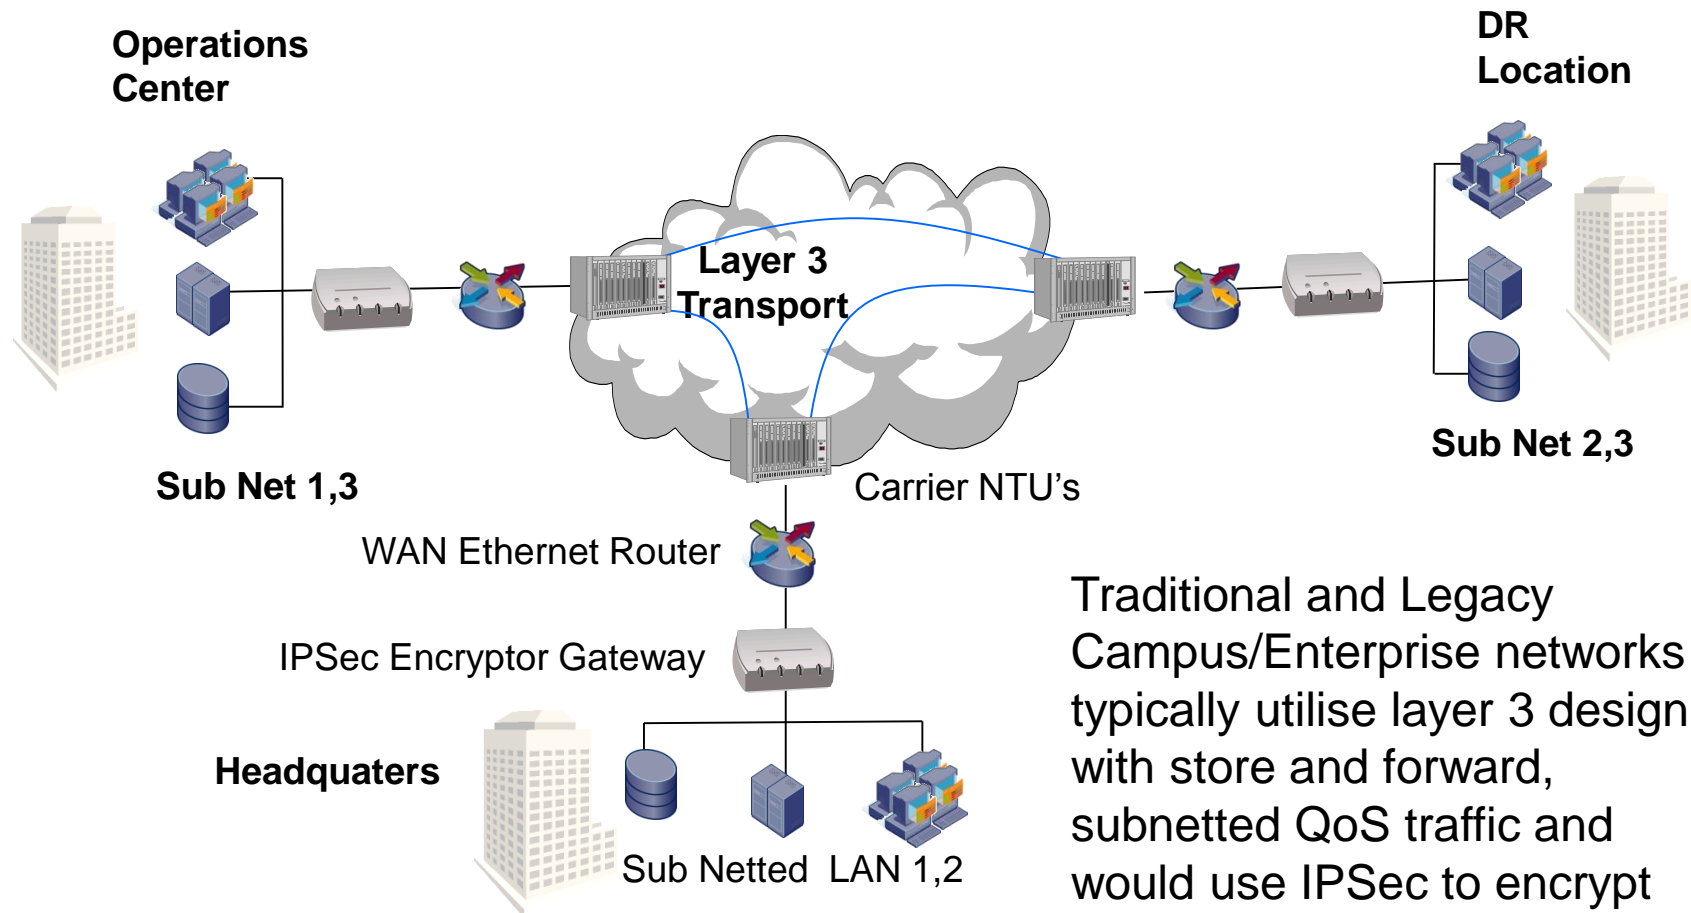 Operations
Center
DR
Location
Layer 3
Transport
Sub Net 1,3
Sub Net 2,3
Carrier NTU's
WAN Ethernet Router
IPSec Encryptor Gateway
Headquaters
Sub Netted LAN 1,2
Traditional and Legacy
Campus/Enterprise networks
typically utilise layer 3 design
with store and forward,
subnetted QoS traffic and
would use IPSec to encrypt